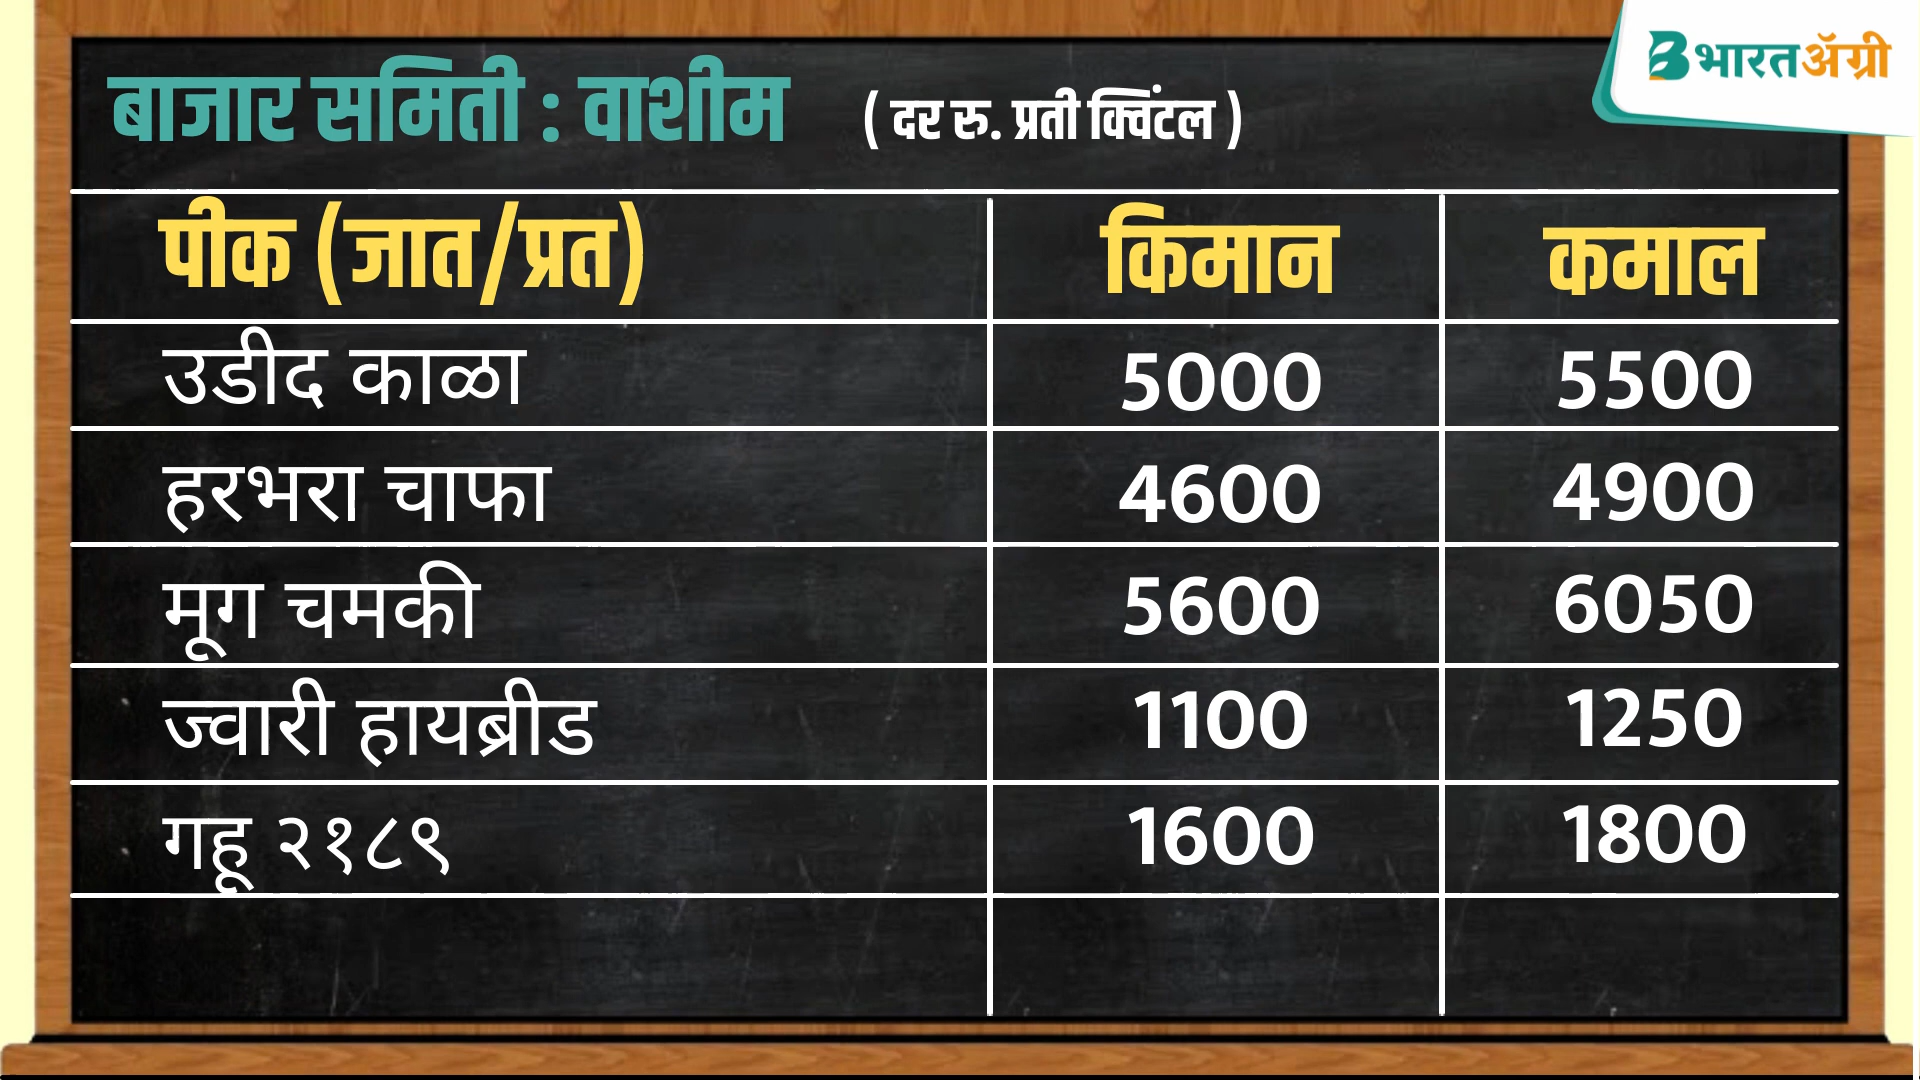 भारतॲग्री
बाजार समिती : वाशीम ( दर रु. प्रती क्विंटल )
पीक (जात/प्रत) किमान कमाल
उडीद काळा 5000 5500
हरभरा चाफा 4600 4900
मूग चमकी 5600 6050
ज्वारी हायब्रीड 1100 1250
गहू २१८९ 1600 1800